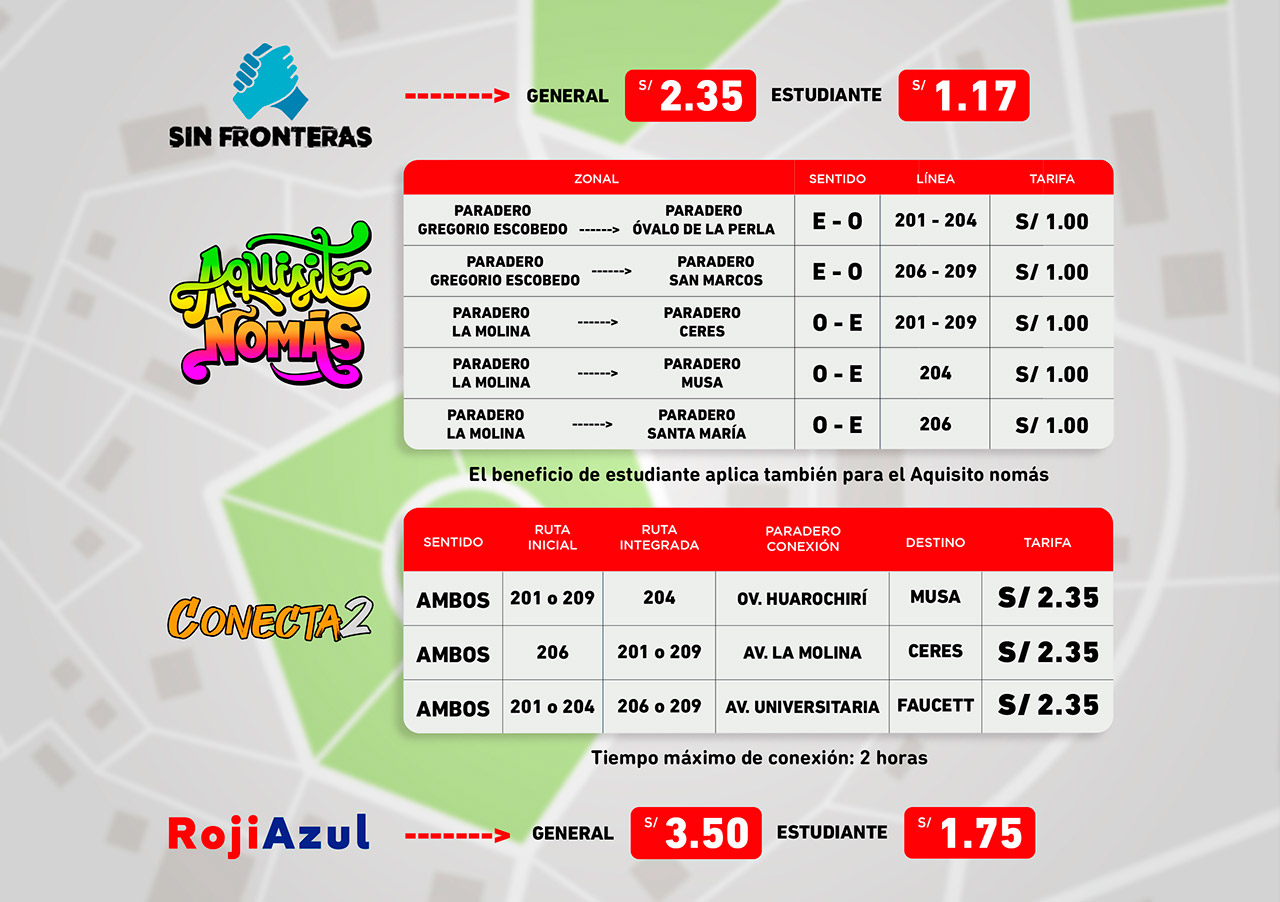 SIN FRONTERAS
GENERAL S/ 2.35 ESTUDIANTE S/ 1.17
Aquisito
NOMÁS
ZONAL SENTIDO LÍNEA TARIFA
PARADERO GREGORIO ESCOBEDO ------> PARADERO ÓVALO DE LA PERLA E - O 201 - 204 S/ 1.00
PARADERO GREGORIO ESCOBEDO ------> PARADERO SAN MARCOS E - O 206 - 209 S/ 1.00
PARADERO LA MOLINA ------> PARADERO CERES O - E 201 - 209 S/ 1.00
PARADERO LA MOLINA ------> PARADERO MUSA O - E 204 S/ 1.00
PARADERO LA MOLINA ------> PARADERO SANTA MARÍA O - E 206 S/ 1.00
El beneficio de estudiante aplica también para el Aquisito nomás
CONECTA2
SENTIDO RUTA INICIAL RUTA INTEGRADA PARADERO CONEXIÓN DESTINO TARIFA
AMBOS 201 o 209 204 OV. HUAROCHIRÍ MUSA S/ 2.35
AMBOS 206 201 o 209 AV. LA MOLINA CERES S/ 2.35
AMBOS 201 o 204 206 o 209 AV. UNIVERSITARIA FAUCETT S/ 2.35
Tiempo máximo de conexión: 2 horas
RojiAzul
GENERAL S/ 3.50 ESTUDIANTE S/ 1.75